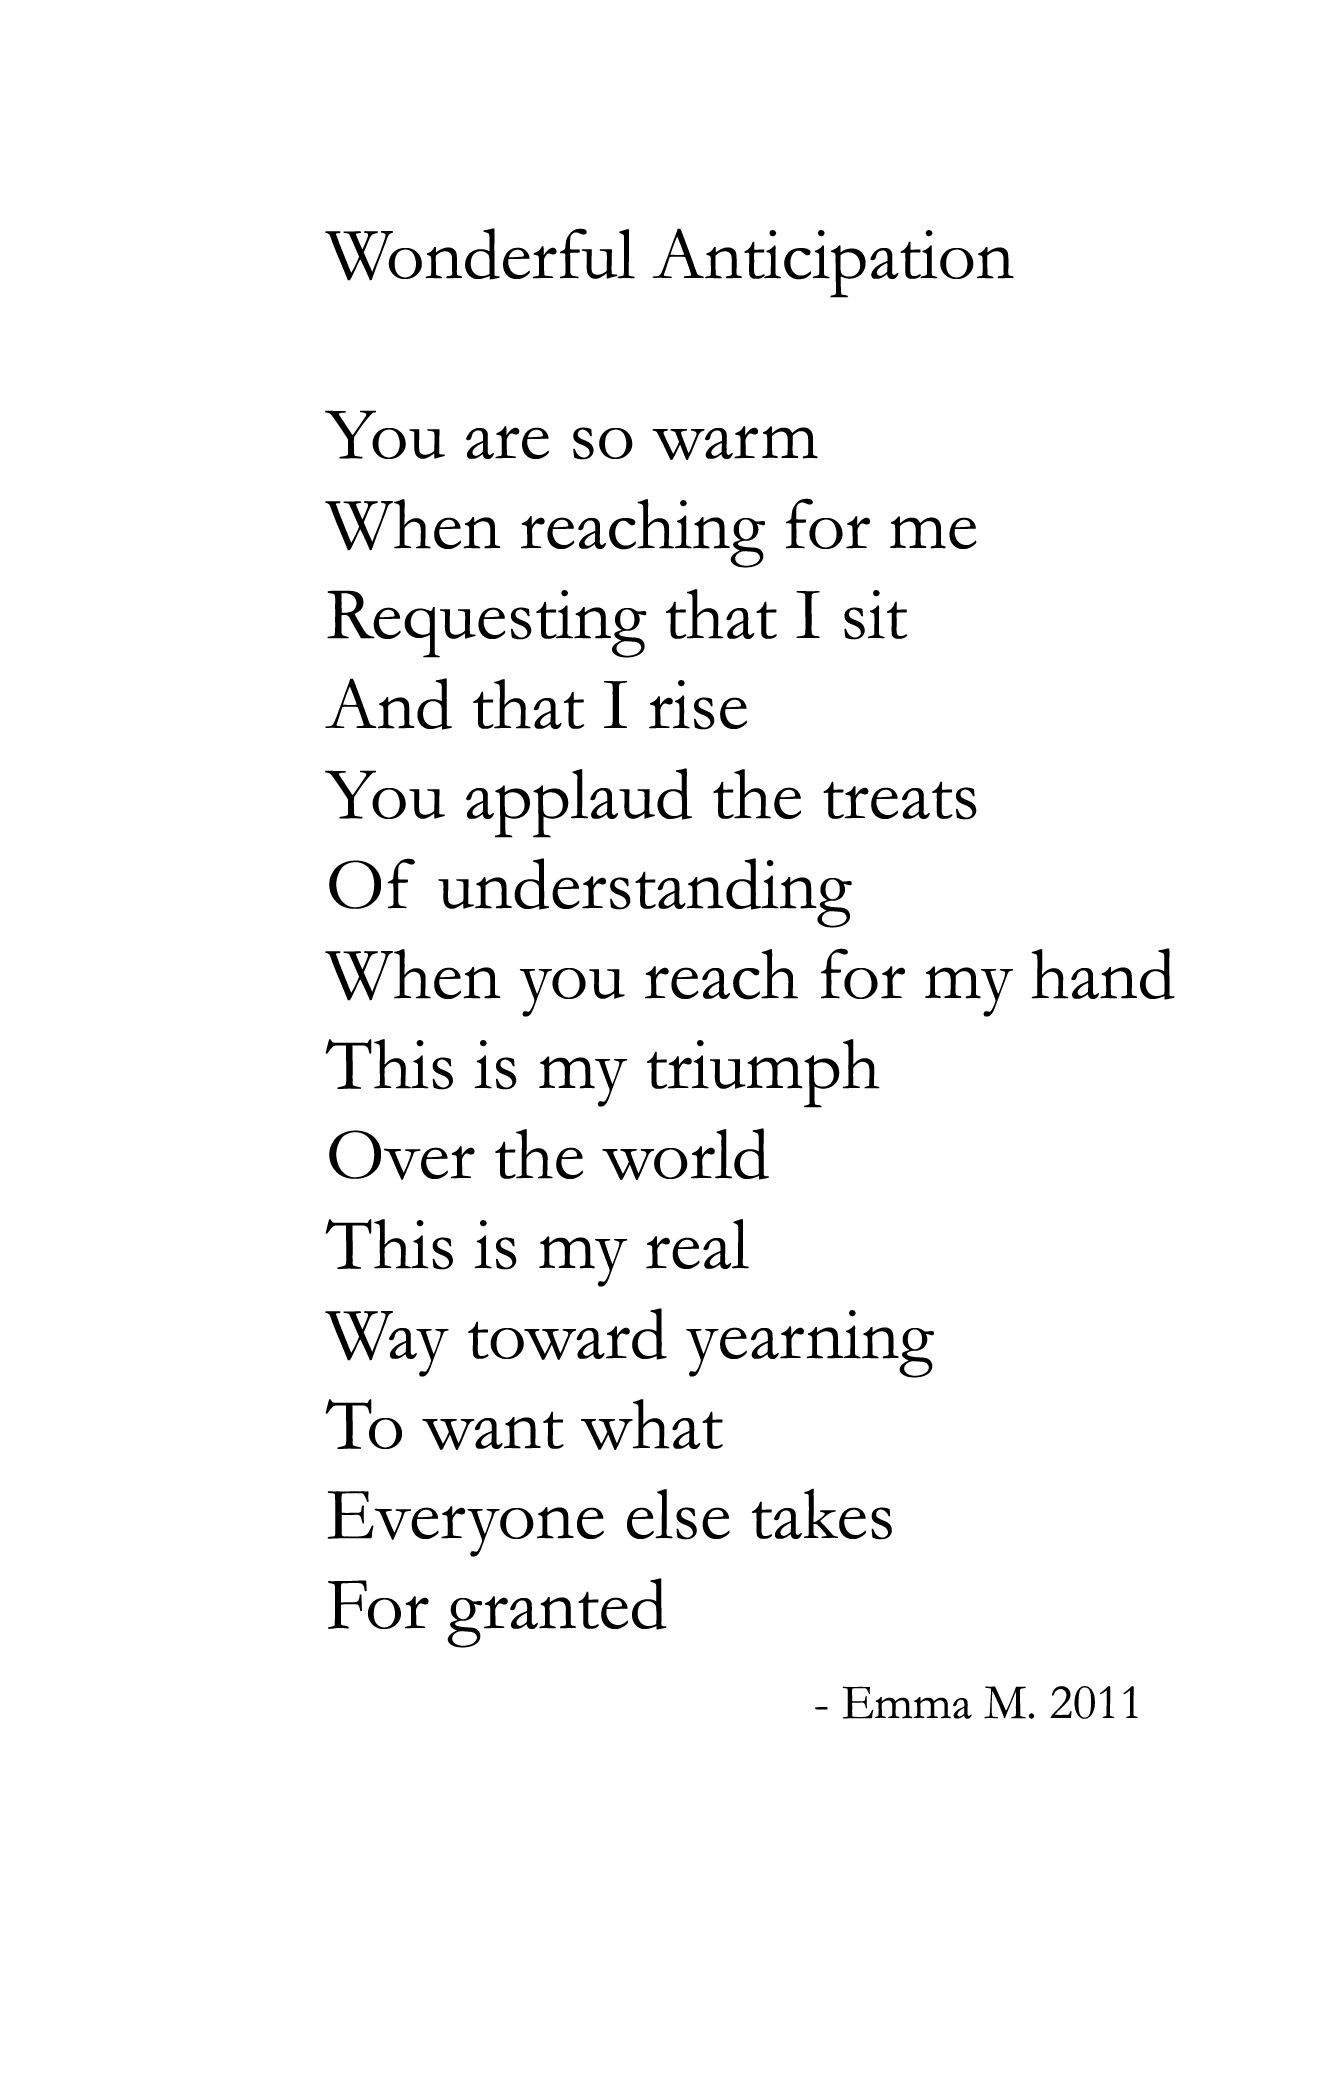 Wonderful Anticipation
You are so warm
When reaching for me
Requesting that I sit
And that I rise
You applaud the treats
Of understanding
When you reach for my hand
This is my triumph
Over the world
This is my real
Way toward yearning
To want what
Everyone else takes
For granted
- Emma M. 2011